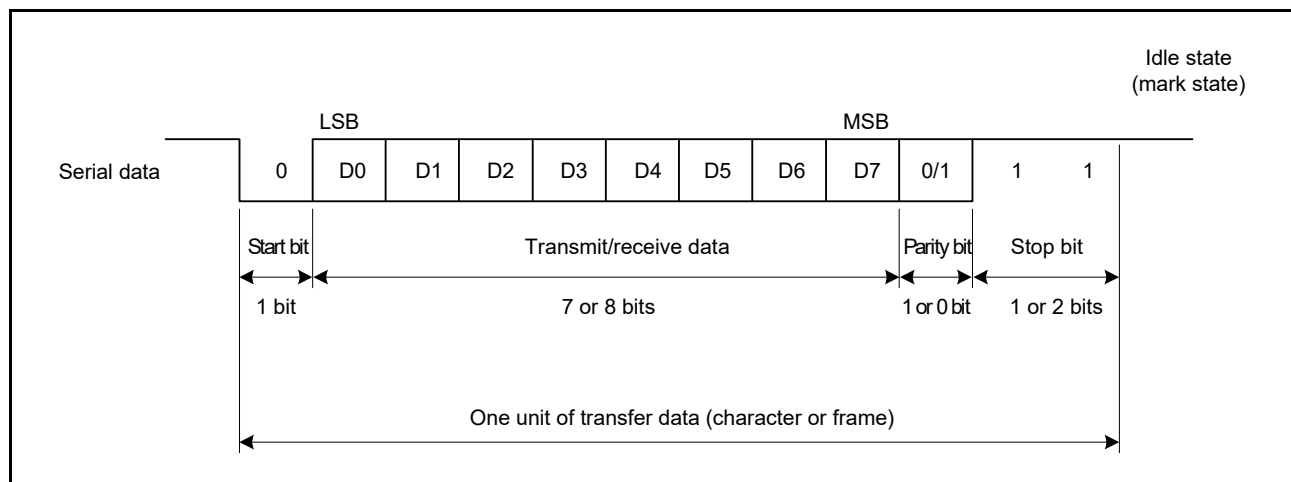 Idle state
(mark state)
LSB
MSB
Serial data
0 D0 D1 D2 D3 D4 D5 D6 D7 0/1 1 1
Start bit Transmit/receive data Parity bit Stop bit
1 bit 7 or 8 bits 1 or 0 bit 1 or 2 bits
One unit of transfer data (character or frame)